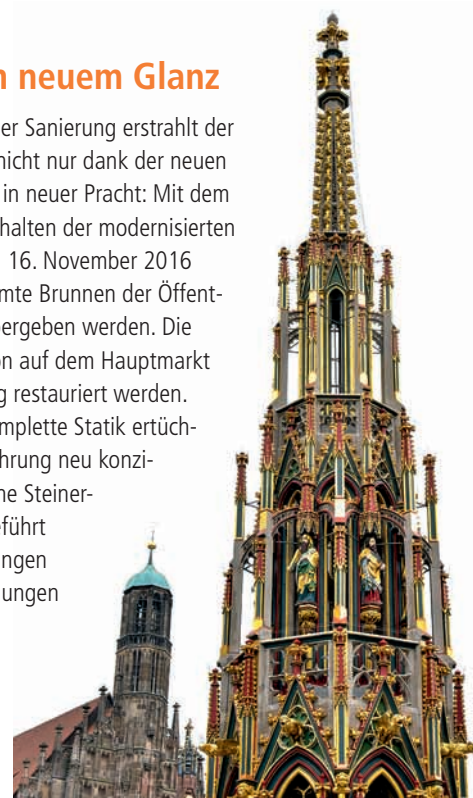 neuem Glanz
er Sanierung erstrahlt der
nicht nur dank der neuen
in neuer Pracht: Mit dem
halten der modernisierten
16. November 2016
mte Brunnen der Öffent-
ergeben werden. Die
on auf dem Hauptmarkt
g restauriert werden.
mplette Statik ertüch-
hrung neu konzi-
ne Steiner-
eführt
ngen
ungen